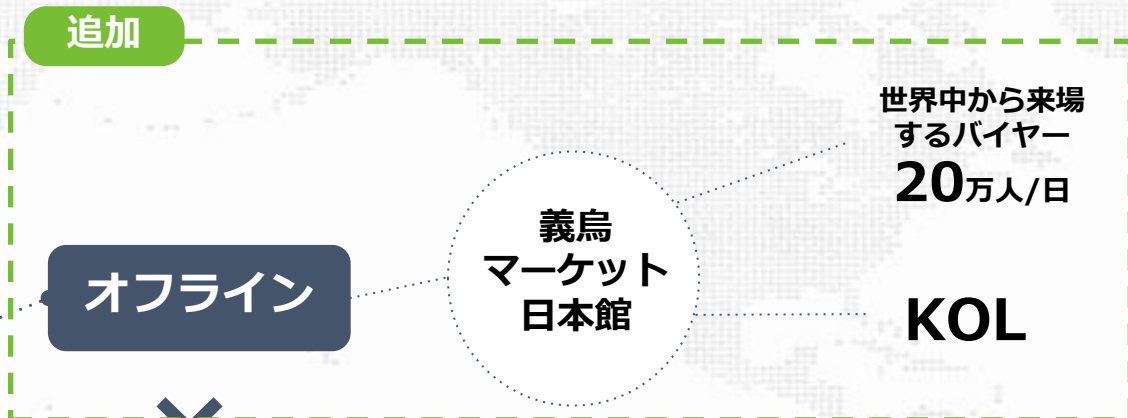 追加
世界中から来場
するバイヤー
20万人/日
義烏
マーケット
日本館
オフライン
KOL